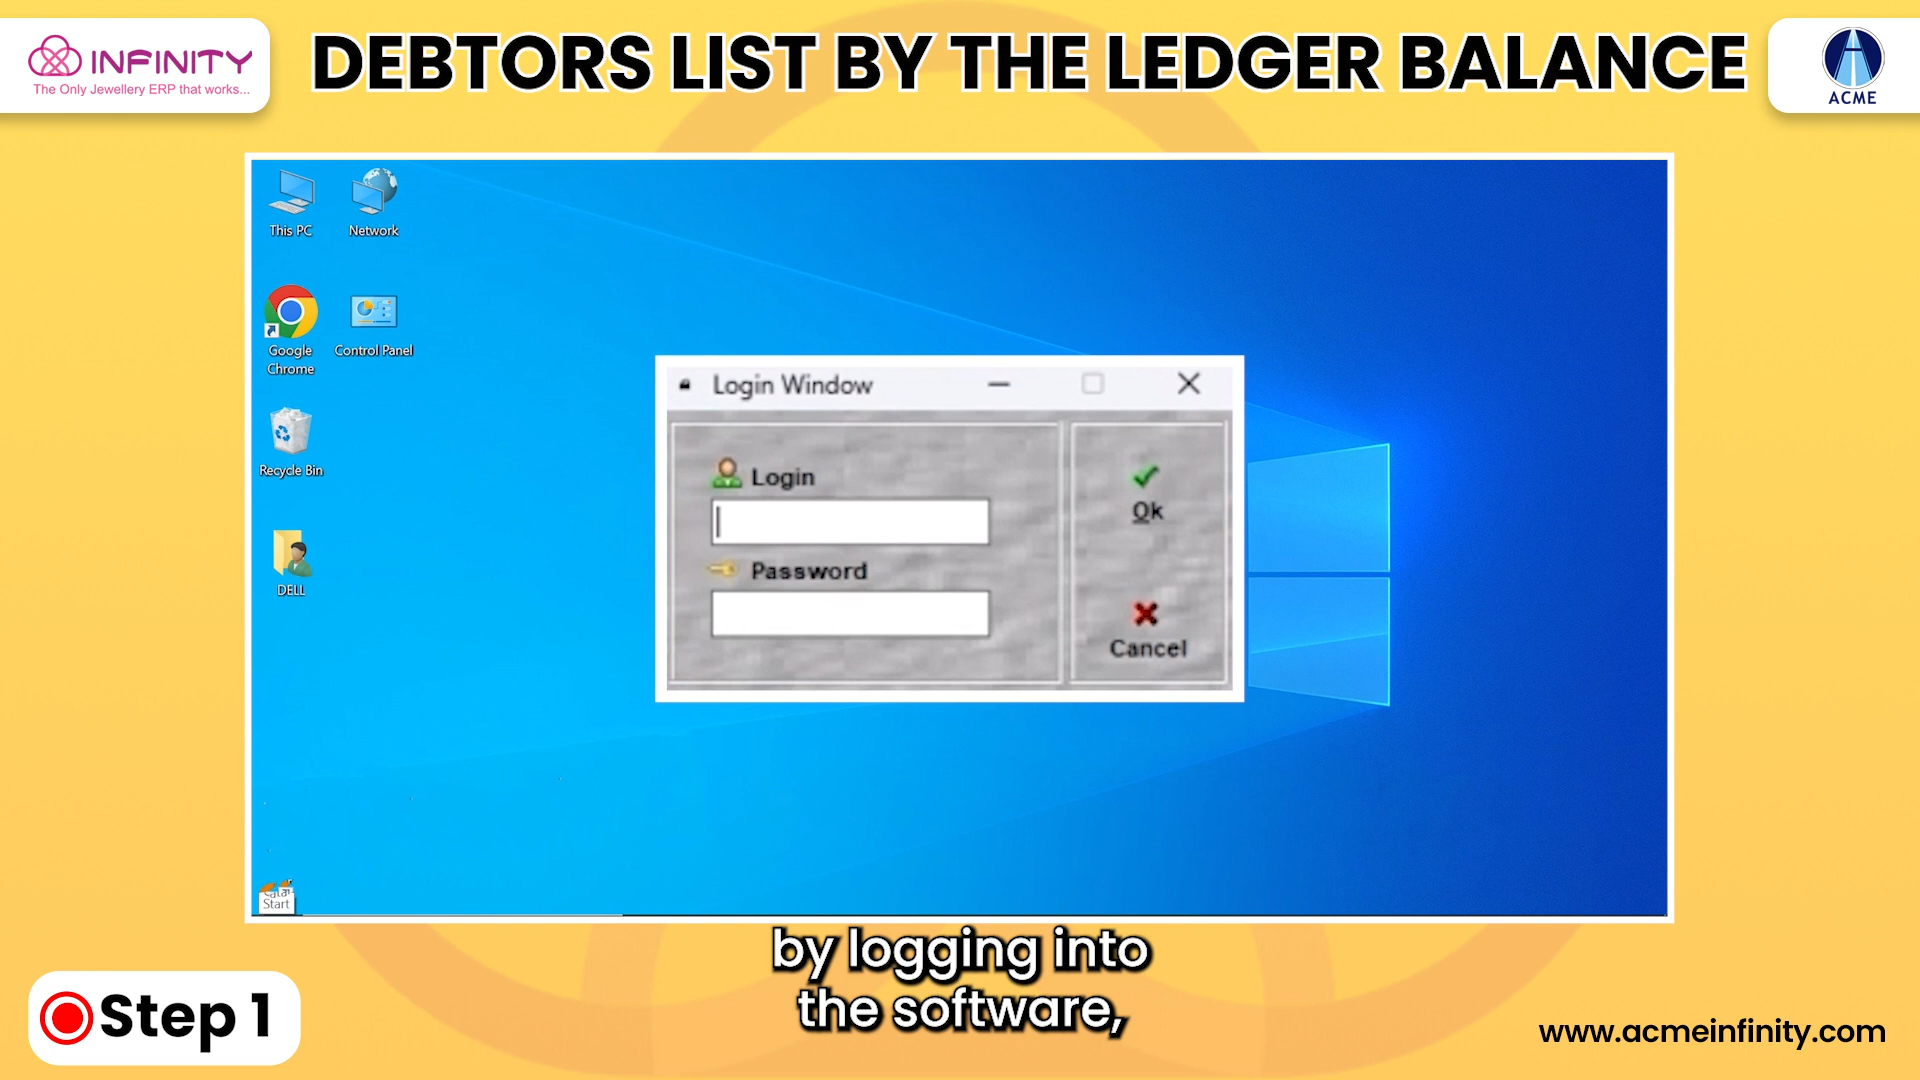 INFINITY
The Only Jewellery ERP that works...
DEBTORS LIST BY THE LEDGER BALANCE
ACME
This PC
Network
Google
Chrome
Control Panel
Recycle Bin
DELL
Start
Login Window
Login
Password
Ok
Cancel
by logging into
the software,
Step 1
www.acmeinfinity.com